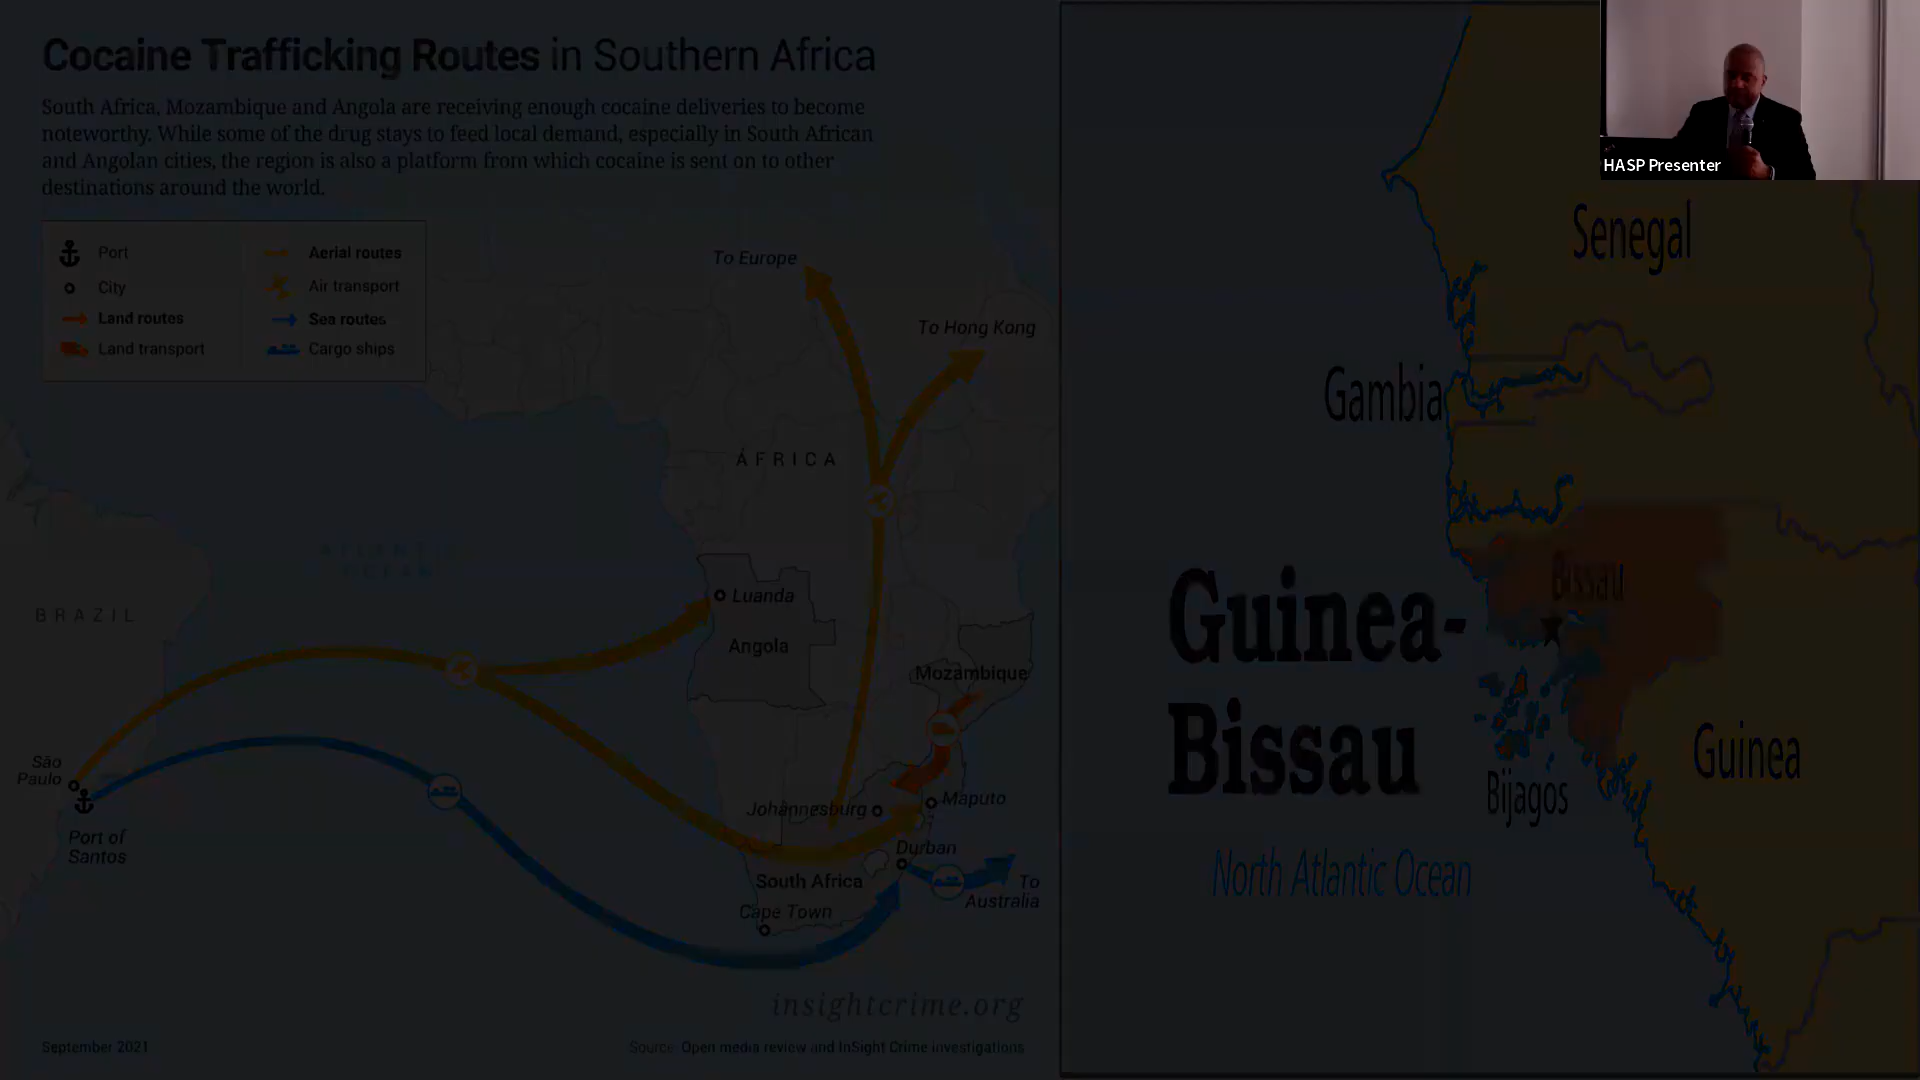 Cocaine Trafficking Routes in Southern Africa
South Africa, Mozambique and Angola are receiving enough cocaine deliveries to become
noteworthy. While some of the drug stays to feed local demand, especially in South African
and Angolan cities, the region is also a platform from which cocaine is sent on to other
destinations around the world.
Port
City
Land routes
Land transport
Aerial routes
Air transport
Sea routes
Cargo ships
To Europe
To Hong Kong
ÁFRICA
ATLANTIC
OCEAN
BRAZIL
Luanda
Angola
Mozambique
São
Paulo
Port of
Santos
Johannesburg
Maputo
Durban
South Africa
Cape Town
To
Australia
insightcrime.org
September 2021
Source: Open media review and InSight Crime investigations
HASP Presenter
Senegal
Gambia
Bissau
Guinea-
Bissau
Guinea
Bijagos
North Atlantic Ocean